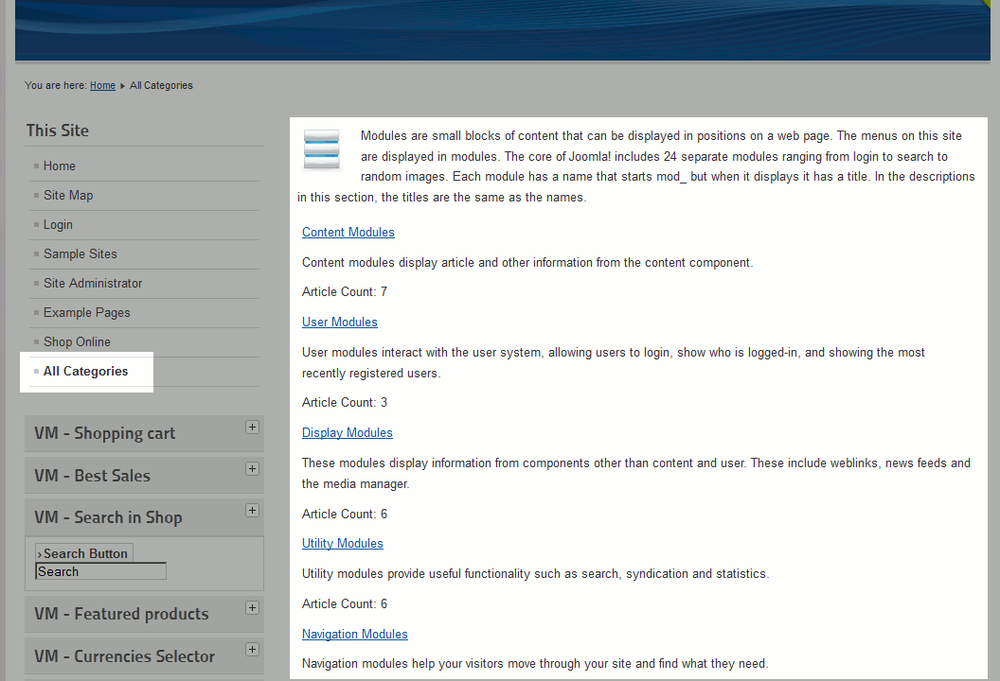 You are here: Home All Categories
This Site
Home
Site Map
Login
Sample Sites
Site Administrator
Example Pages
Shop Online
All Categories
VM - Shopping cart
VM - Best Sales
VM - Search in Shop
›Search Button
Search
VM - Featured products
VM - Currencies Selector
Modules are small blocks of content that can be displayed in positions on a web page. The menus on this site
are displayed in modules. The core of Joomla! includes 24 separate modules ranging from login to search to
random images. Each module has a name that starts mod_ but when it displays it has a title. In the descriptions
in this section, the titles are the same as the names.
Content Modules
Content modules display article and other information from the content component.
Article Count: 7
User Modules
User modules interact with the user system, allowing users to login, show who is logged-in, and showing the most
recently registered users.
Article Count: 3
Display Modules
These modules display information from components other than content and user. These include weblinks, news feeds and
the media manager.
Article Count: 6
Utility Modules
Utility modules provide useful functionality such as search, syndication and statistics.
Article Count: 6
Navigation Modules
Navigation modules help your visitors move through your site and find what they need.